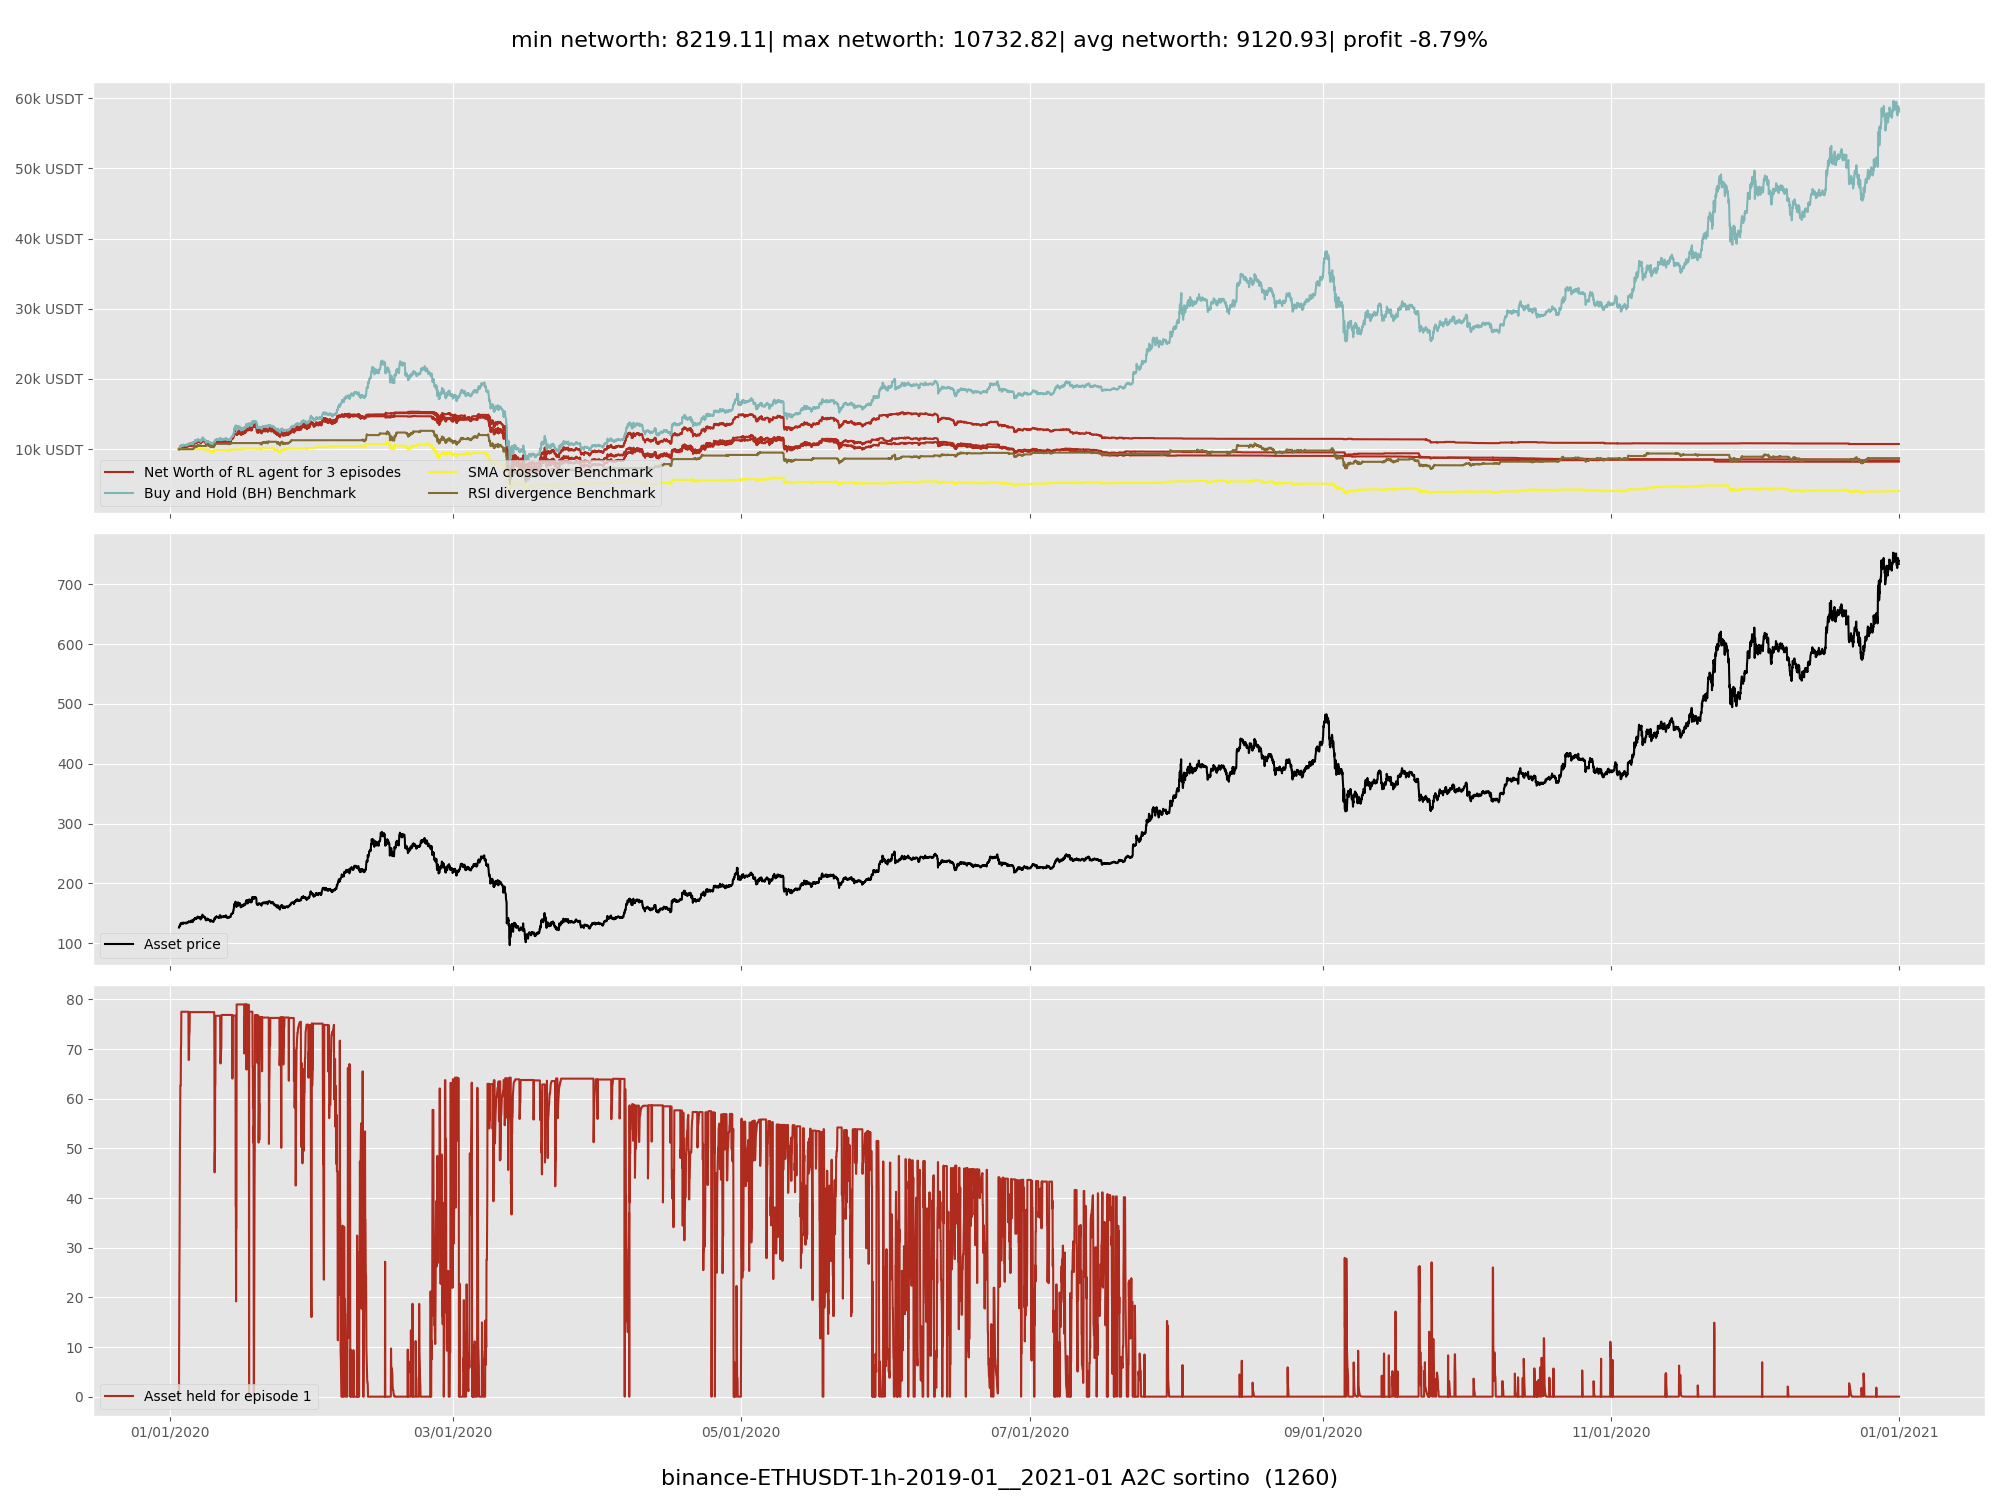 min networth: 8219.11| max networth: 10732.82| avg networth: 9120.93| profit -8.79%
60k USDT
50k USDT
40k USDT
30k USDT
20k USDT
10k USDT
Net Worth of RL agent for 3 episodes
Buy and Hold (BH) Benchmark
SMA crossover Benchmark
RSI divergence Benchmark
700
600
500
400
300
200
100
Asset price
80
70
60
50
40
30
20
10
0
Asset held for episode 1
01/01/2020 03/01/2020 05/01/2020 07/01/2020 09/01/2020 11/01/2020 01/01/2021
binance-ETHUSDT-1h-2019-01__2021-01 A2C sortino (1260)